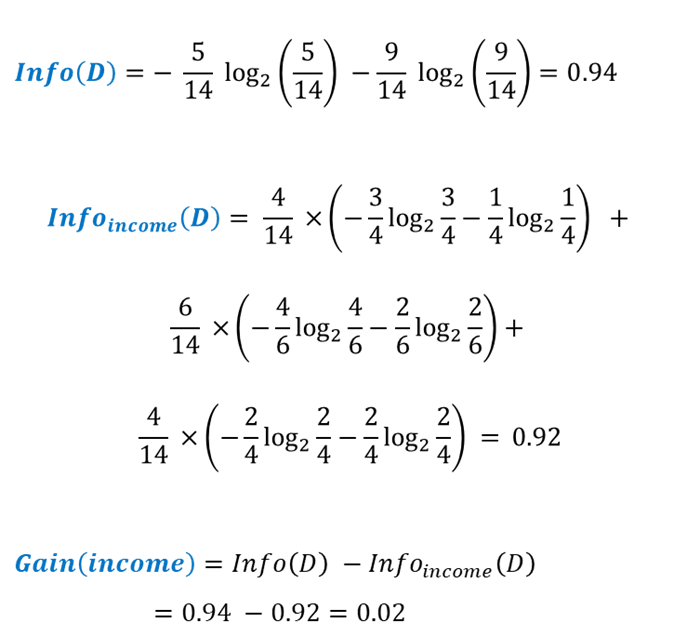 Info(D) = − 5/14 log₂ (5/14) − 9/14 log₂ (9/14) = 0.94
Info_income(D) = 4/14 × (− 3/4 log₂ 3/4 − 1/4 log₂ 1/4) +
6/14 × (− 4/6 log₂ 4/6 − 2/6 log₂ 2/6) +
4/14 × (− 2/4 log₂ 2/4 − 2/4 log₂ 2/4) = 0.92
Gain(income) = Info(D) − Info_income(D)
= 0.94 − 0.92 = 0.02